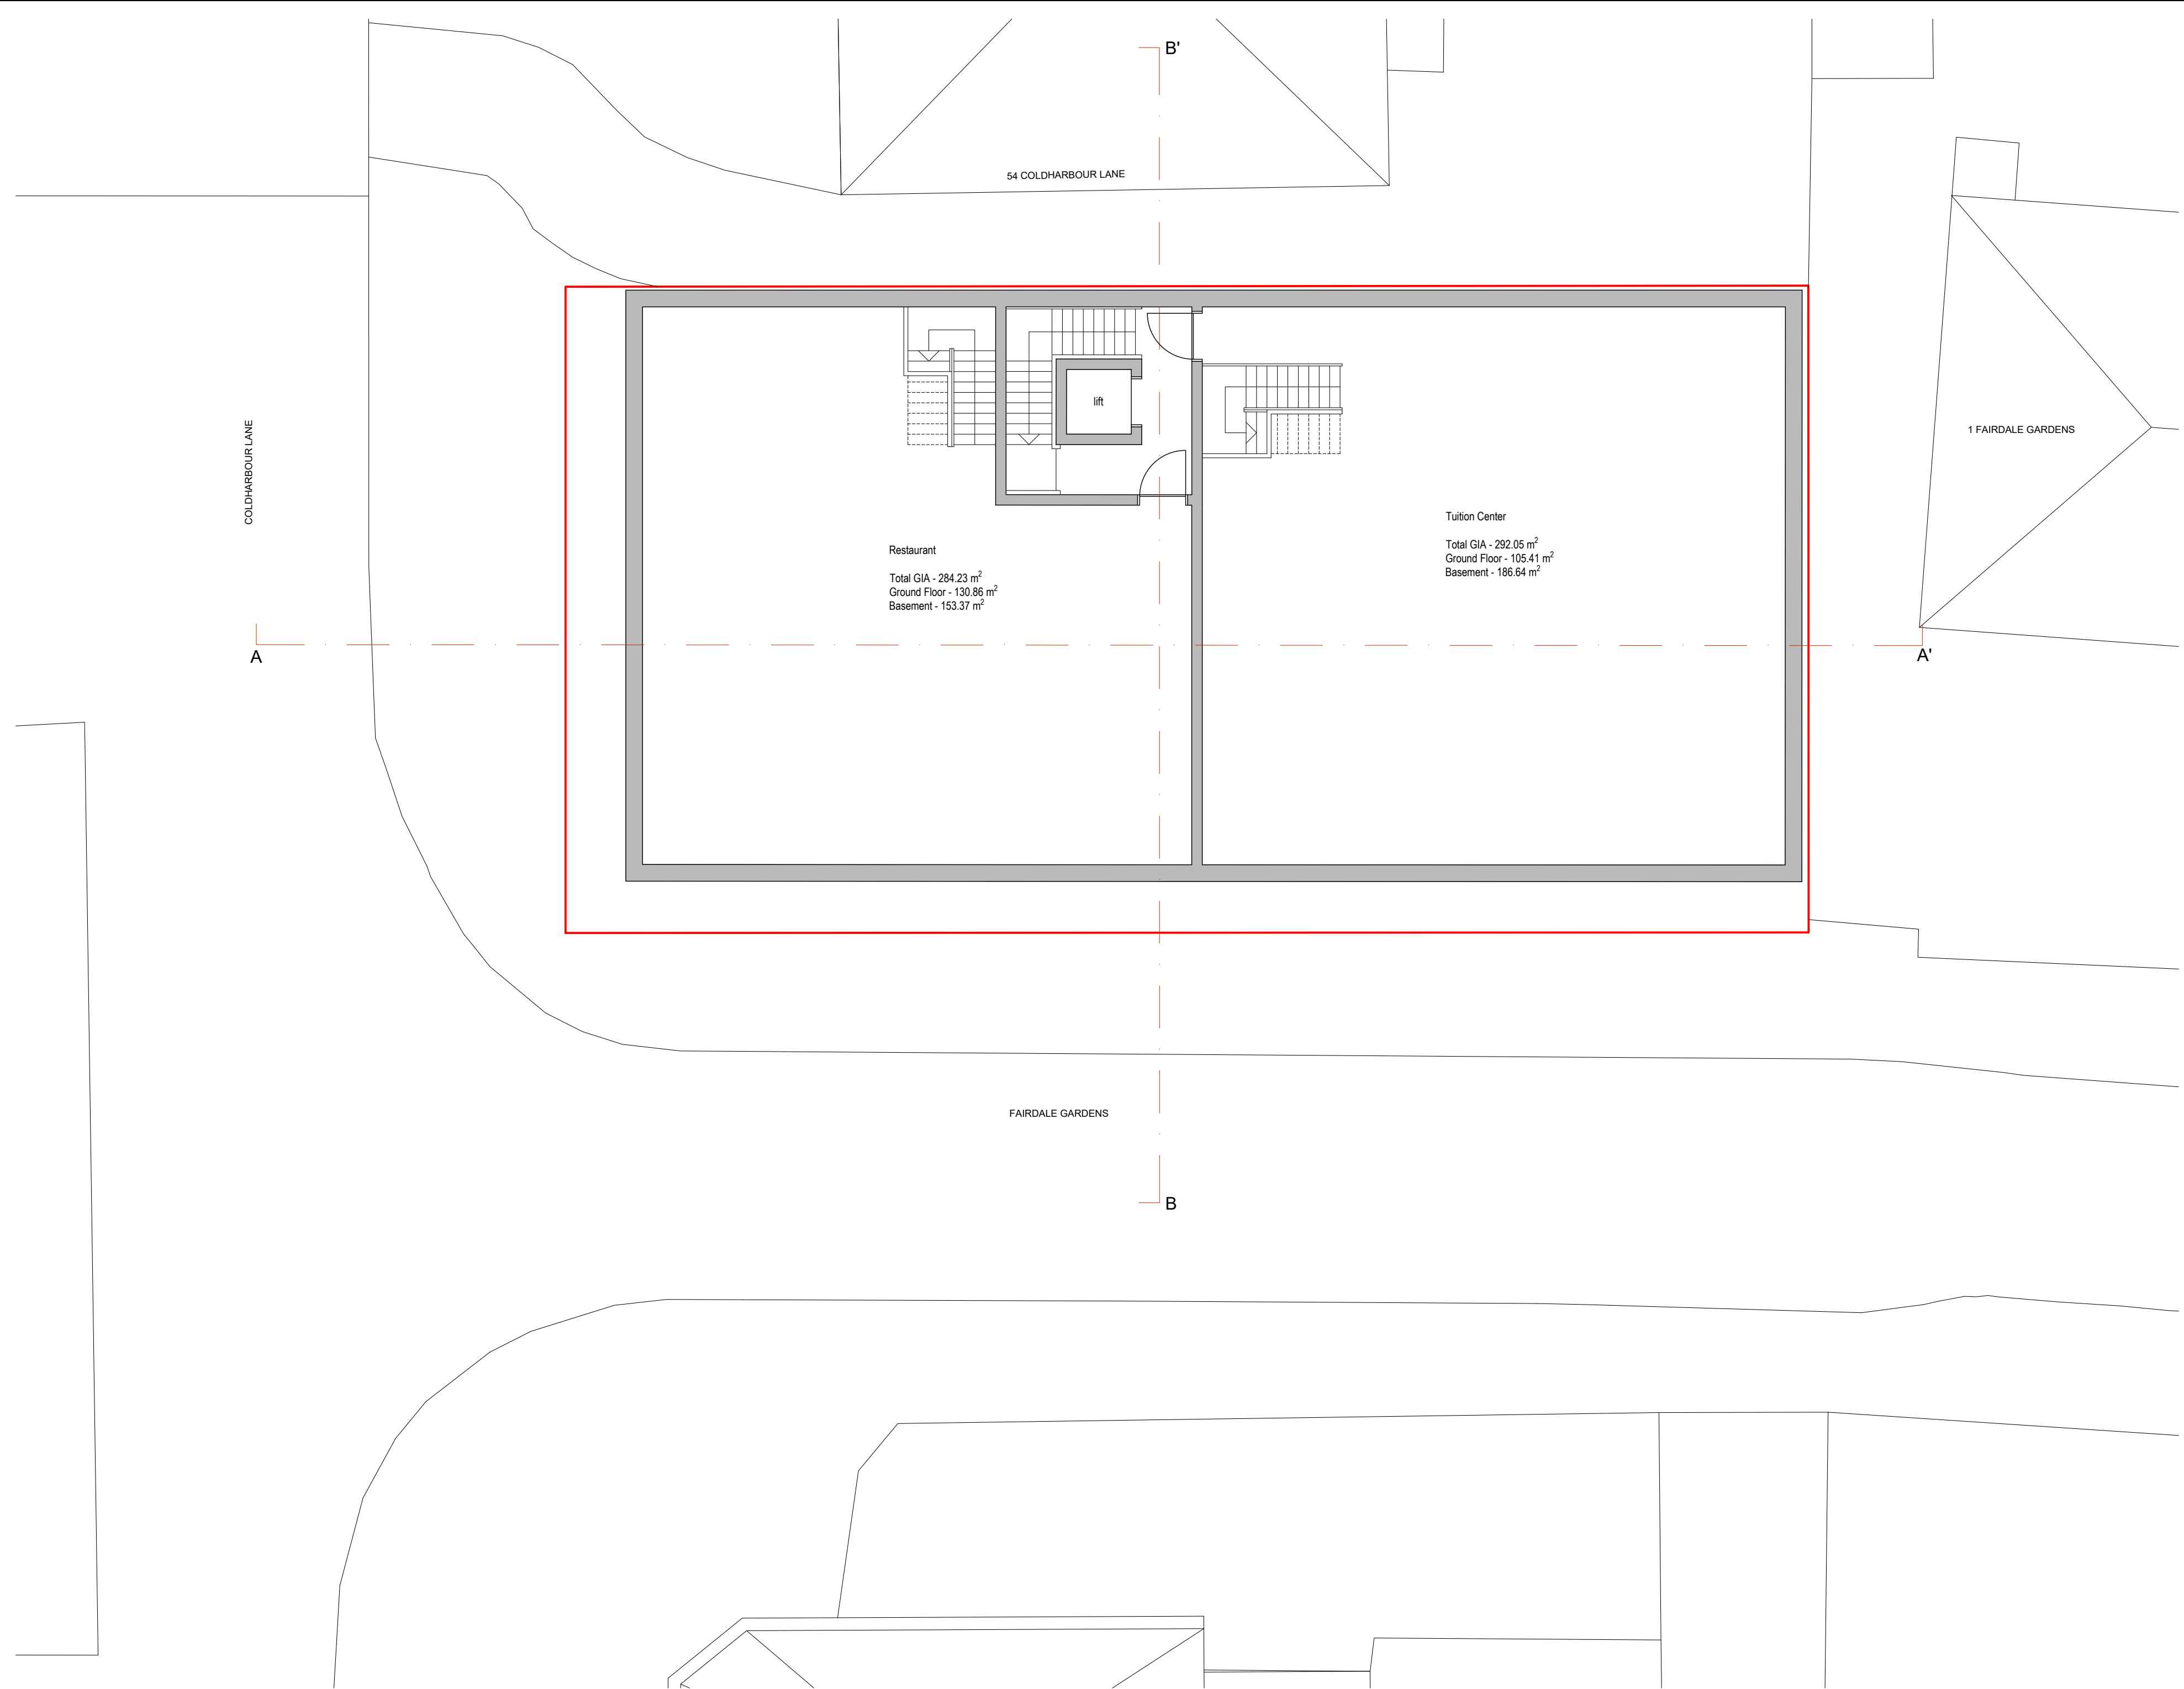 B'
54 COLDHARBOUR LANE
COLDHARBOUR LANE
lift
1 FAIRDALE GARDENS
Restaurant
Total GIA - 284.23 m²
Ground Floor - 130.86 m²
Basement - 153.37 m²
Tuition Center
Total GIA - 292.05 m²
Ground Floor - 105.41 m²
Basement - 186.64 m²
A
A'
FAIRDALE GARDENS
B